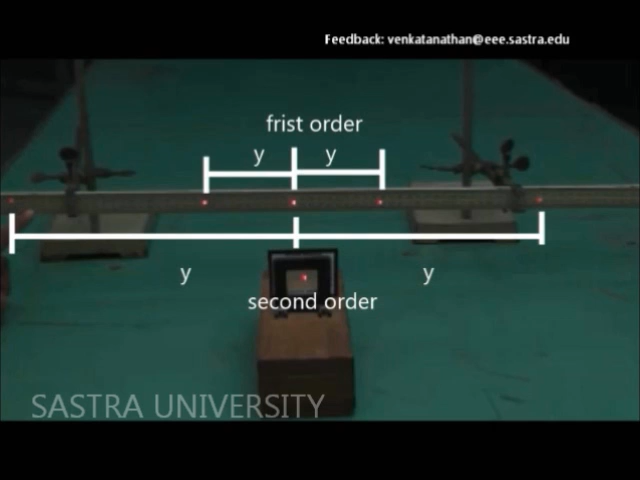 Feedback: venkatanathan@eee.sastra.edu
frist order
y y
y y
second order
SASTRA UNIVERSITY